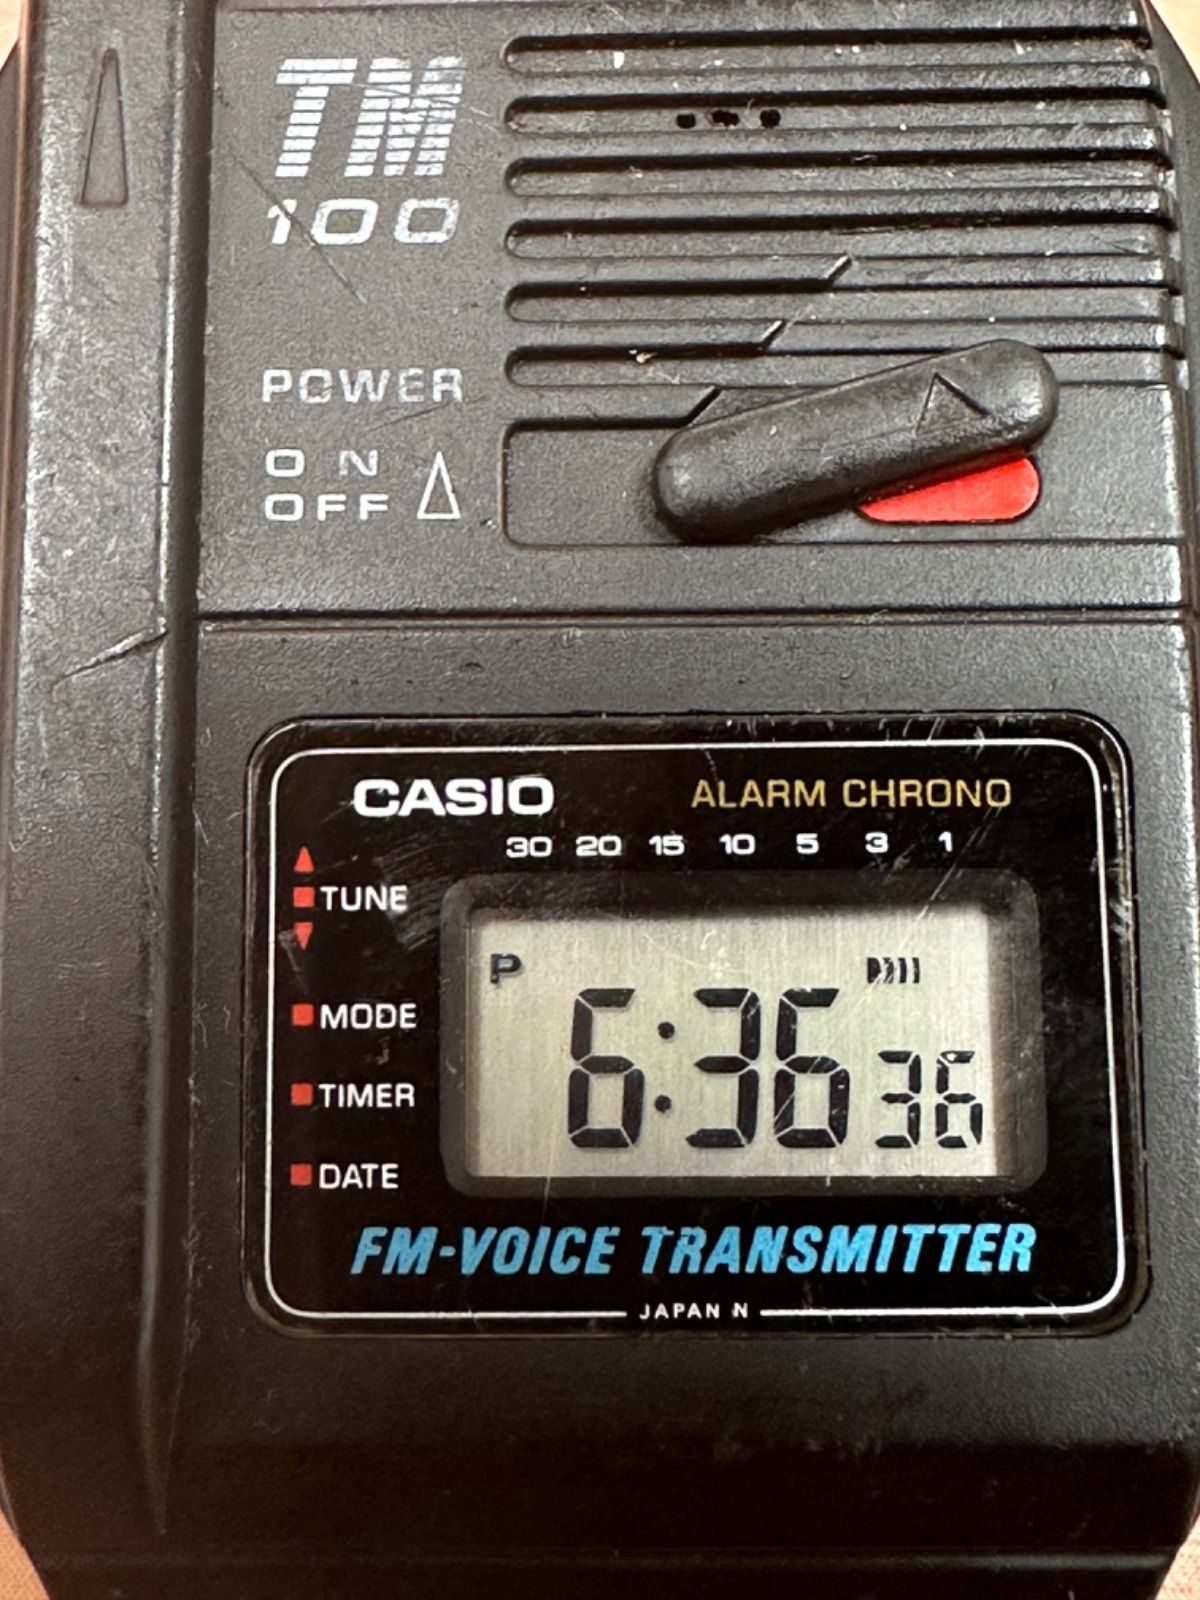 TM
100
POWER
ON
OFF
CASIO ALARM CHRONO
30 20 15 10 5 3 1
TUNE
MODE
TIMER
DATE
P
6:36 36
FM-VOICE TRANSMITTER
JAPAN N